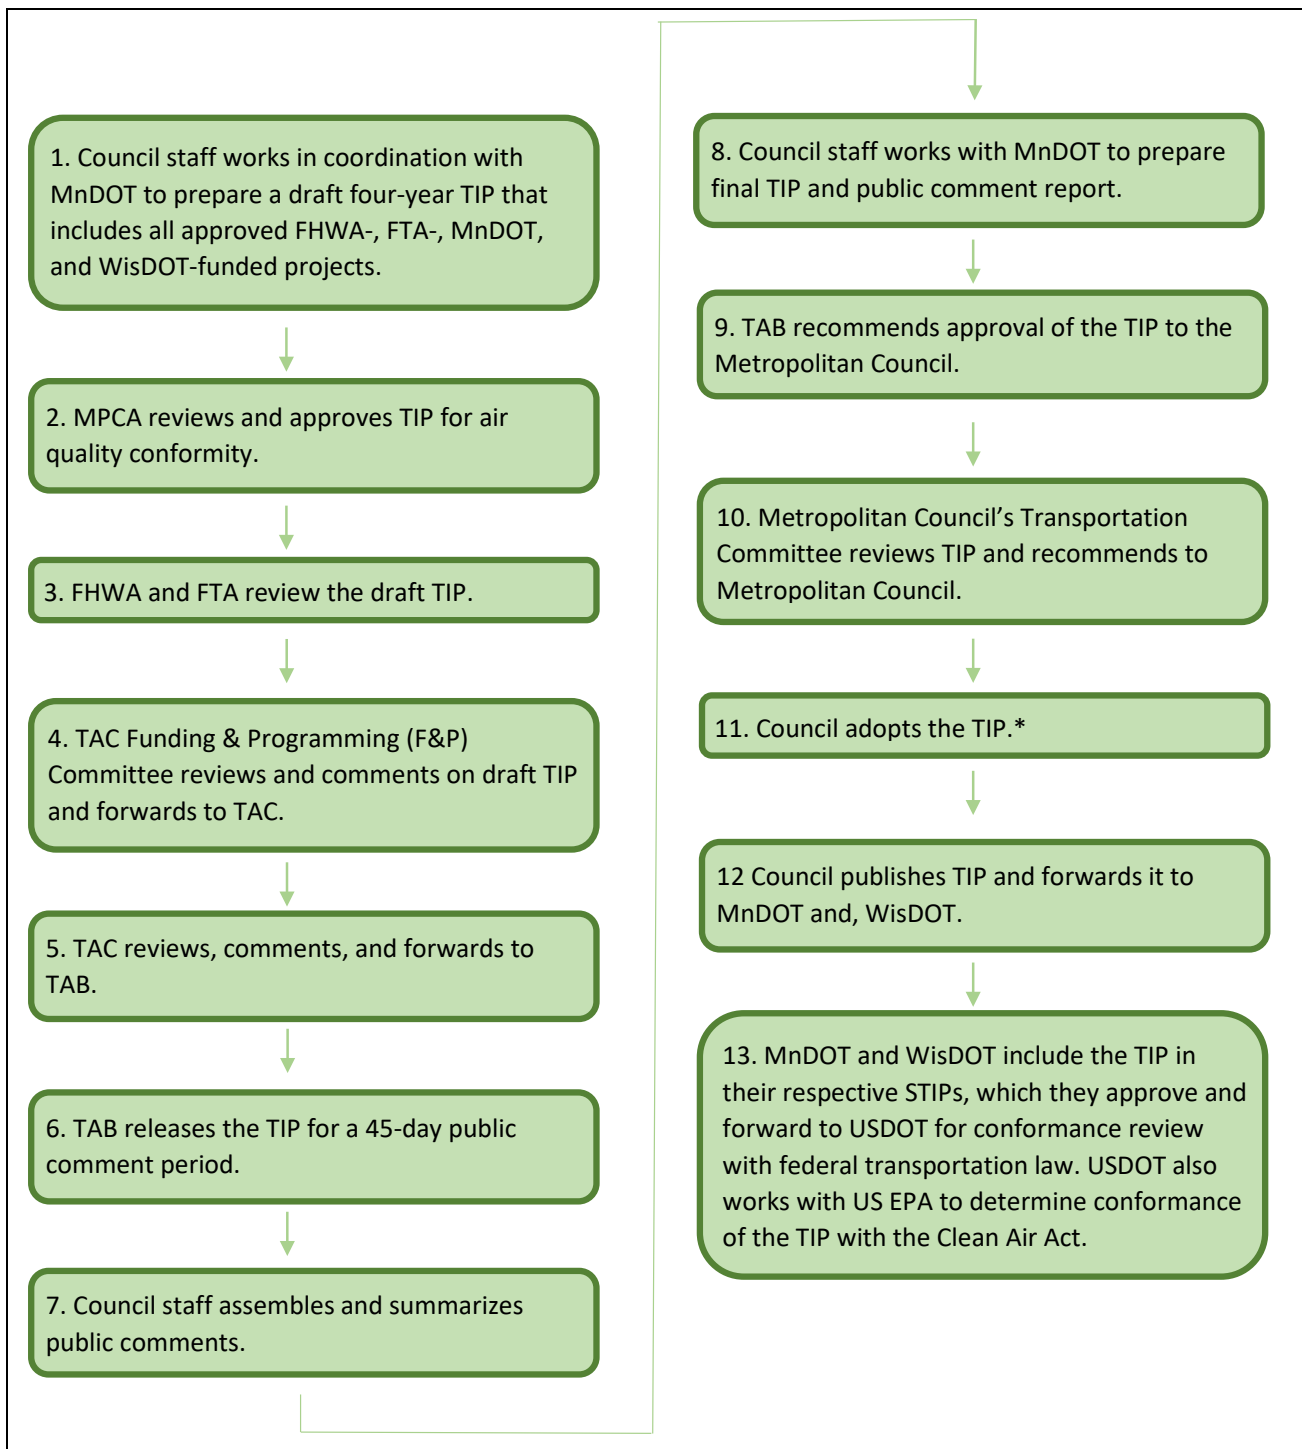 1. Council staff works in coordination with
MnDOT to prepare a draft four-year TIP that
includes all approved FHWA-, FTA-, MnDOT,
and WisDOT-funded projects.
2. MPCA reviews and approves TIP for air
quality conformity.
3. FHWA and FTA review the draft TIP.
4. TAC Funding & Programming (F&P)
Committee reviews and comments on draft TIP
and forwards to TAC.
5. TAC reviews, comments, and forwards to
TAB.
6. TAB releases the TIP for a 45-day public
comment period.
7. Council staff assembles and summarizes
public comments.
8. Council staff works with MnDOT to prepare
final TIP and public comment report.
9. TAB recommends approval of the TIP to the
Metropolitan Council.
10. Metropolitan Council’s Transportation
Committee reviews TIP and recommends to
Metropolitan Council.
11. Council adopts the TIP.*
12 Council publishes TIP and forwards it to
MnDOT and, WisDOT.
13. MnDOT and WisDOT include the TIP in
their respective STIPs, which they approve and
forward to USDOT for conformance review
with federal transportation law. USDOT also
works with US EPA to determine conformance
of the TIP with the Clean Air Act.